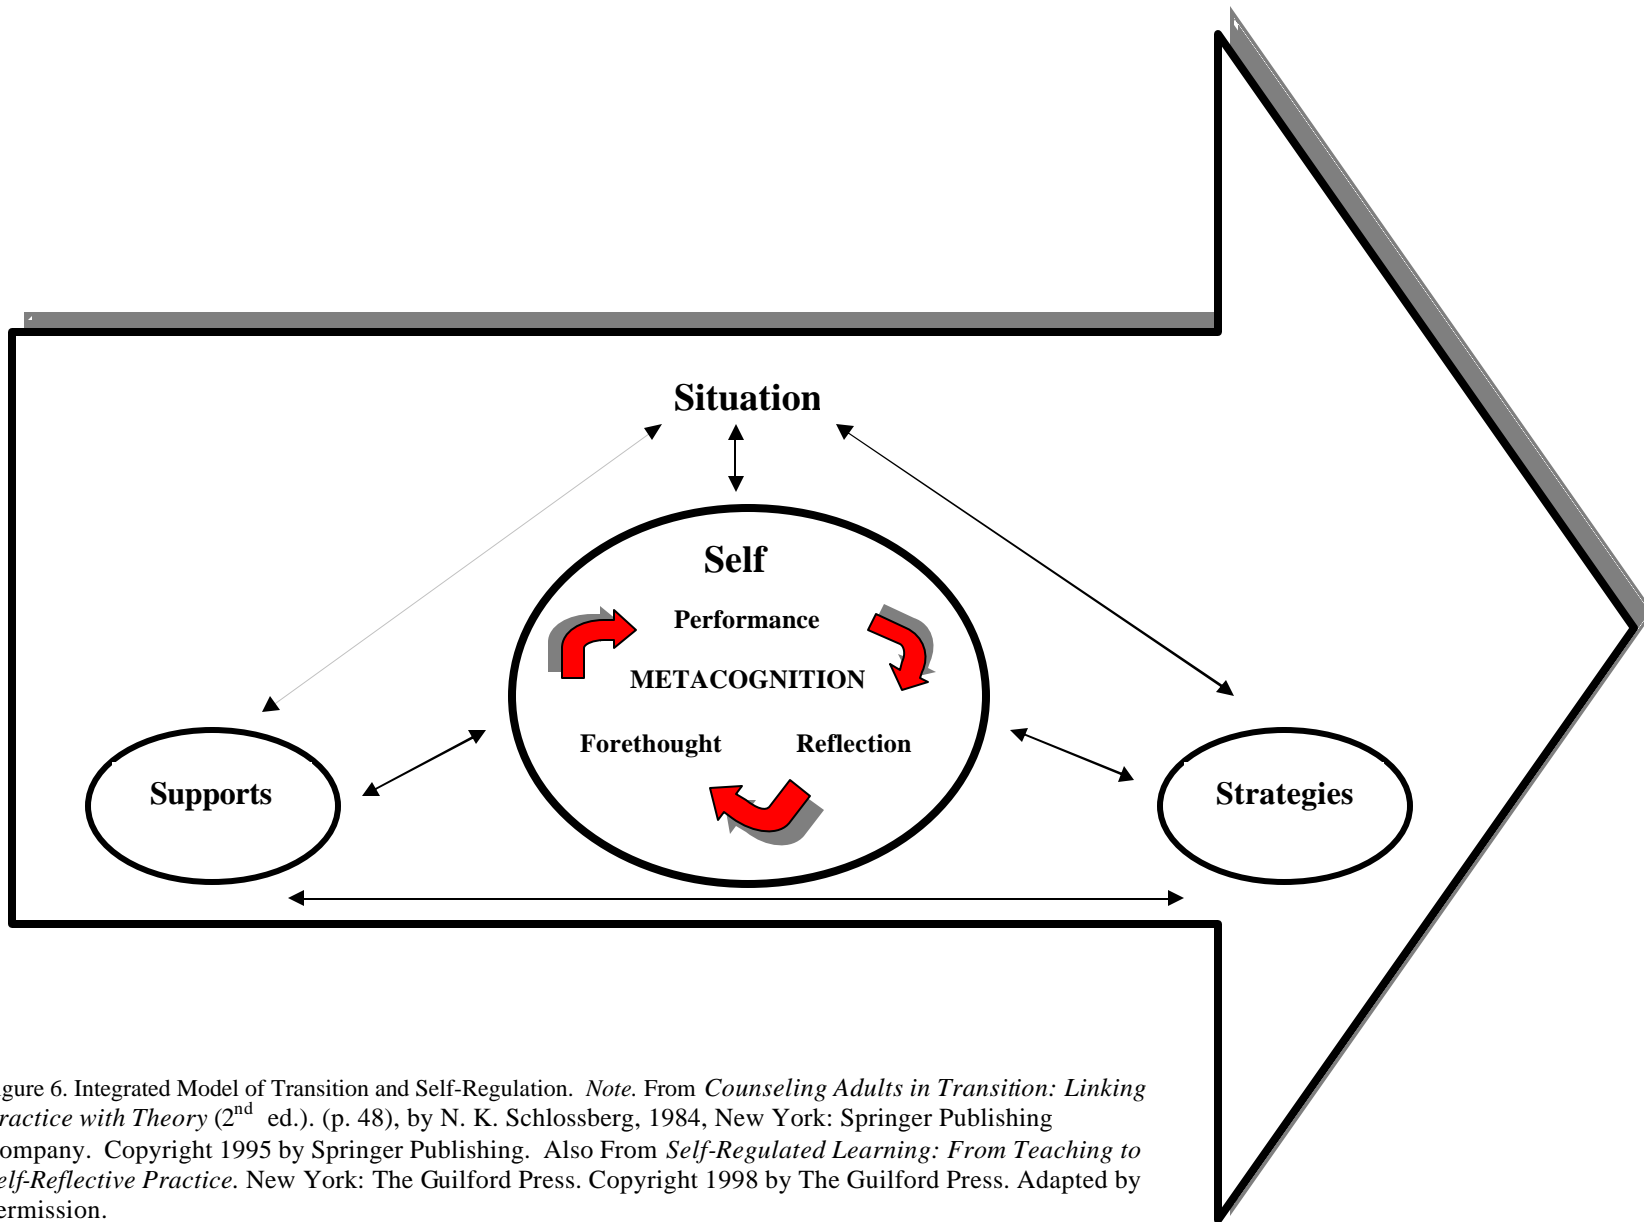 Situation
Self
Performance
METACOGNITION
Forethought Reflection
Supports
Strategies
igure 6. Integrated Model of Transition and Self-Regulation. Note. From Counseling Adults in Transition: Linking
ractice with Theory (2nd ed.). (p. 48), by N. K. Schlossberg, 1984, New York: Springer Publishing
ompany. Copyright 1995 by Springer Publishing. Also From Self-Regulated Learning: From Teaching to
elf-Reflective Practice. New York: The Guilford Press. Copyright 1998 by The Guilford Press. Adapted by
ermission.